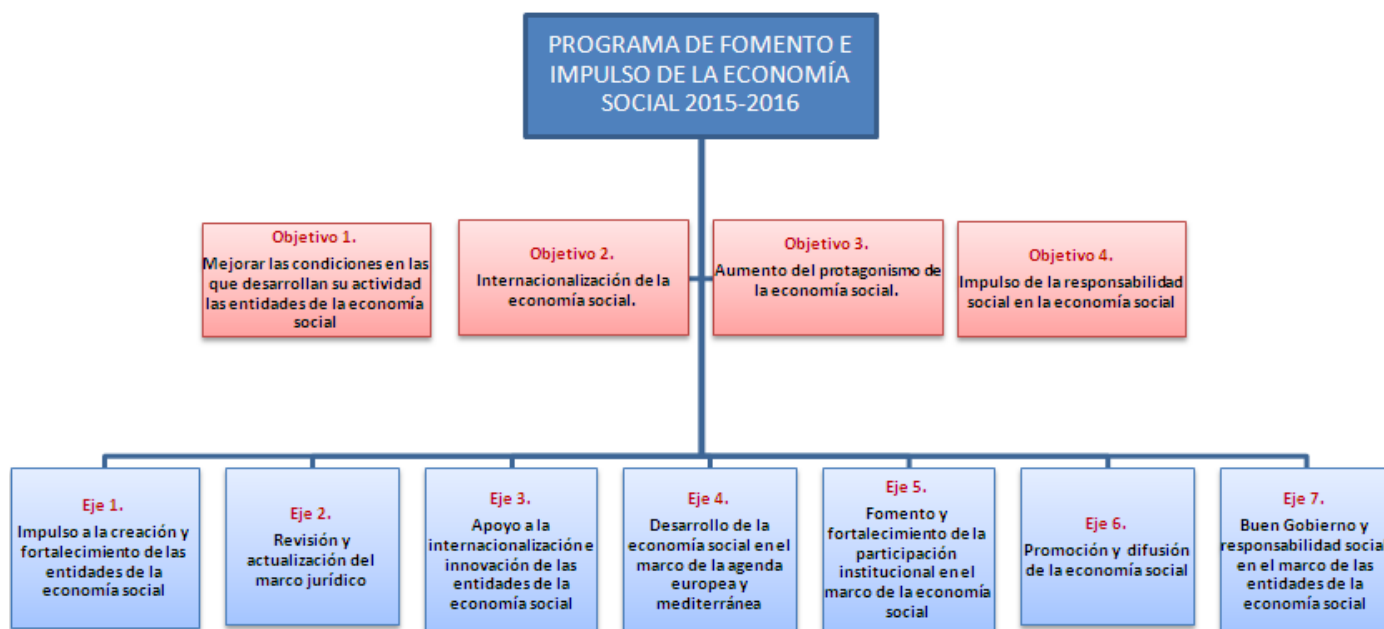 PROGRAMA DE FOMENTO E
IMPULSO DE LA ECONOMÍA
SOCIAL 2015-2016
Objetivo 1.
Mejorar las condiciones en las
que desarrollan su actividad
las entidades de la economía
social
Objetivo 2.
Internacionalización de la
economía social.
Objetivo 3.
Aumento del protagonismo de
la economía social.
Objetivo 4.
Impulso de la responsabilidad
social en la economía social
Eje 1.
Impulso a la creación y
fortalecimiento de las
entidades de la
economía social
Eje 2.
Revisión y
actualización del
marco jurídico
Eje 3.
Apoyo a la
internacionalización e
innovación de las
entidades de la
economía social
Eje 4.
Desarrollo de la
economía social en el
marco de la agenda
europea y
mediterránea
Eje 5.
Fomento y
fortalecimiento de la
participación
institucional en el
marco de la economía
social
Eje 6.
Promoción y difusión
de la economía social
Eje 7.
Buen Gobierno y
responsabilidad social
en el marco de las
entidades de la
economía social